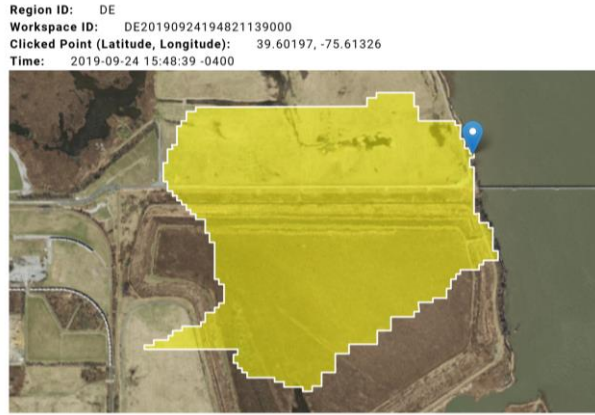 Region ID: DE
Workspace ID: DE20190924194821139000
Clicked Point (Latitude, Longitude): 39.60197, -75.61326
Time: 2019-09-24 15:48:39 -0400